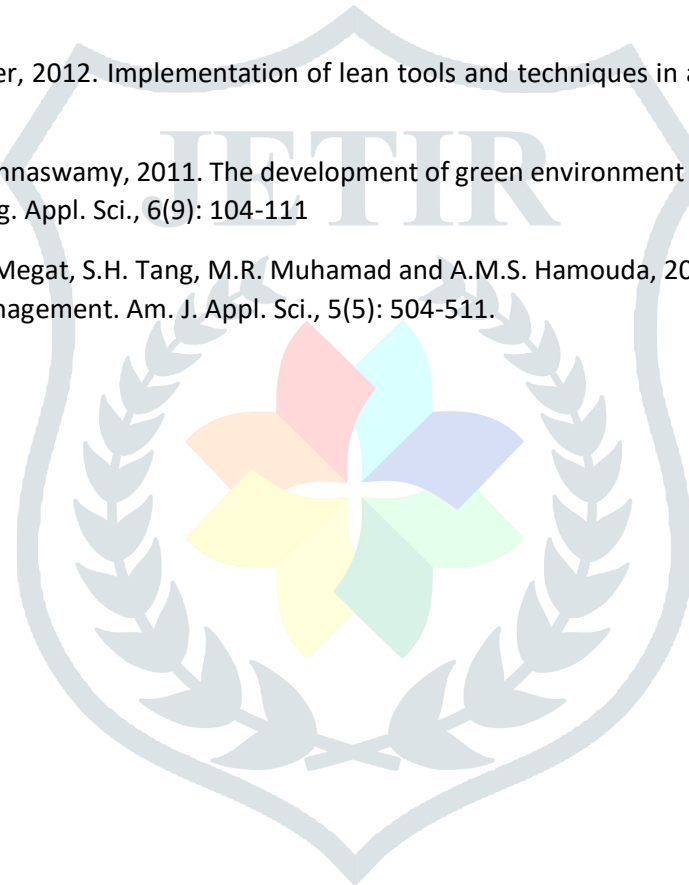 er, 2012. Implementation of lean tools and techniques in a
JETIR
nnaswamy, 2011. The development of green environment
g. Appl. Sci., 6(9): 104-111
Megat, S.H. Tang, M.R. Muhamad and A.M.S. Hamouda, 20
nagement. Am. J. Appl. Sci., 5(5): 504-511.